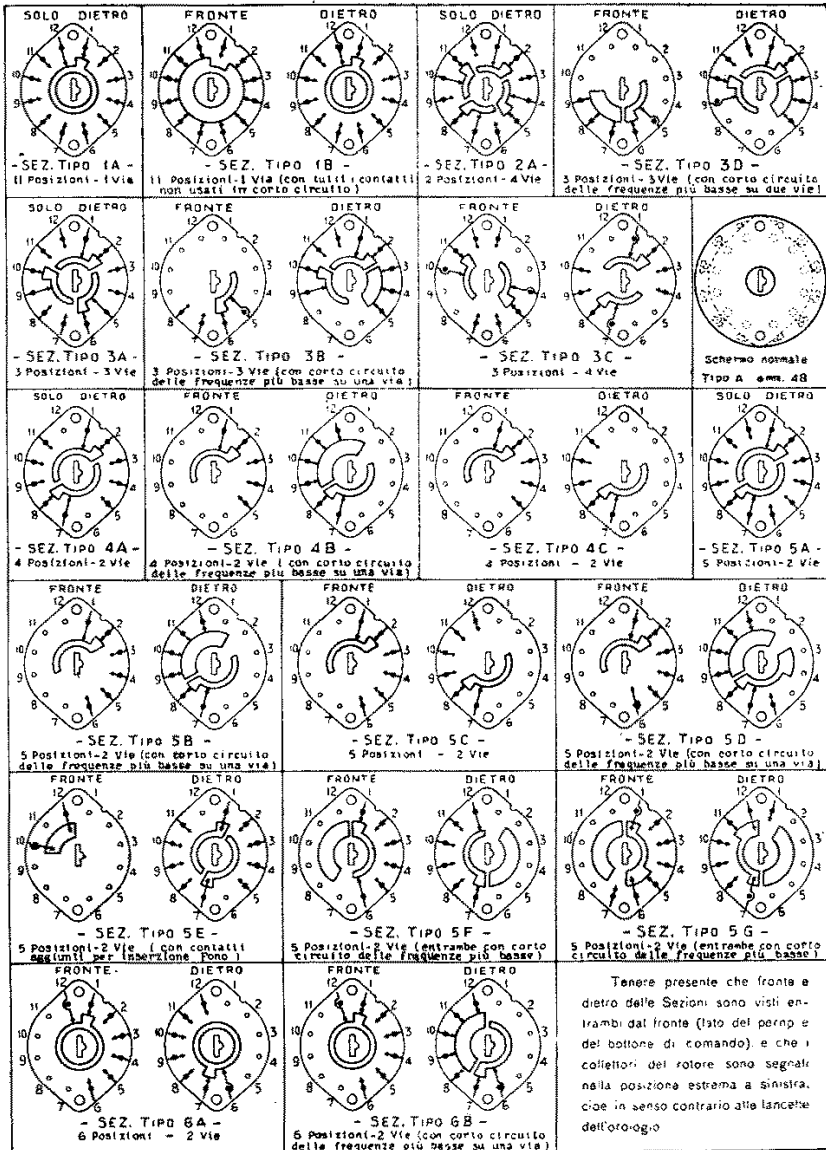 SOLO DIETRO
FRONTE
DIETRO
SOLO DIETRO
FRONTE
DIETRO
- SEZ. TIPO 1A -
11 Posizioni - 1 Via
- SEZ. TIPO 1B -
11 Posizioni - 1 Via (con tutti i contatti
non usati in corto circuito)
- SEZ. TIPO 2A -
2 Posizioni - 4 Vie
- SEZ. TIPO 3D -
3 Posizioni - 3 Vie (con corto circuito
delle frequenze più basse su due vie)
SOLO DIETRO
FRONTE
DIETRO
FRONTE
DIETRO
- SEZ. TIPO 3A -
3 Posizioni - 3 Vie
- SEZ. TIPO 3B -
3 Posizioni - 3 Vie (con corto circuito
delle frequenze più basse su una via)
- SEZ. TIPO 3C -
3 Posizioni - 4 Vie
Schermo normale
Tipo A ømm. 48
SOLO DIETRO
FRONTE
DIETRO
FRONTE
DIETRO
SOLO DIETRO
- SEZ. TIPO 4A -
4 Posizioni - 2 Vie
- SEZ. TIPO 4B -
4 Posizioni - 2 Vie (con corto circuito
delle frequenze più basse su una via)
- SEZ. TIPO 4C -
Posizioni - 2 Vie
- SEZ. TIPO 5A -
5 Posizioni - 2 Vie
FRONTE
DIETRO
FRONTE
DIETRO
FRONTE
DIETRO
- SEZ. TIPO 5B -
5 Posizioni - 2 Vie (con corto circuito
delle frequenze più basse su una via)
- SEZ. TIPO 5C -
5 Posizioni - 2 Vie
- SEZ. TIPO 5D -
5 Posizioni - 2 Vie (con corto circuito
delle frequenze più basse su una via)
FRONTE
DIETRO
FRONTE
DIETRO
FRONTE
DIETRO
- SEZ. TIPO 5E -
5 Posizioni - 2 Vie (con contatti
aggiunti per inserzione Fono)
- SEZ. TIPO 5F -
5 Posizioni - 2 Vie (entrambe con corto
circuito delle frequenze più basse)
- SEZ. TIPO 5G -
5 Posizioni - 2 Vie (entrambe con corto
circuito delle frequenze più basse)
FRONTE -
DIETRO
FRONTE
DIETRO
- SEZ. TIPO 6A -
6 Posizioni - 2 Vie
- SEZ. TIPO 6B -
Posizioni - 2 Vie (con corto circuito
delle frequenze più basse su una via)
Tenere presente che fronte e
dietro delle Sezioni sono visti en-
trambi dal fronte (lato del perno e
del bottone di comando) e che i
collettori del rotore sono segnati
nella posizione estrema a sinistra,
cioè in senso contrario alle lancette
dell'orologio